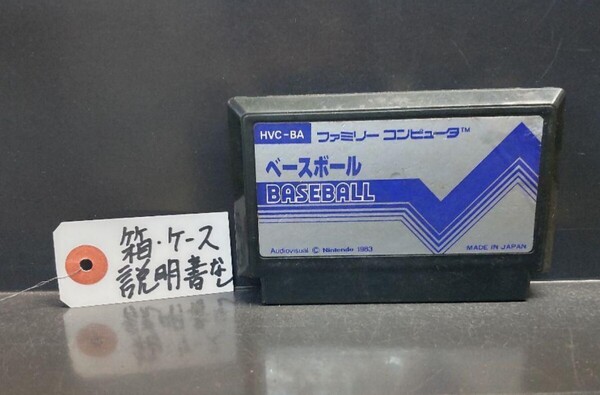 箱・ケース
説明書なし
HVC-BA ファミリー コンピュータ™
ベースボール
BASEBALL
Audiovisual © Nintendo 1983
MADE IN JAPAN